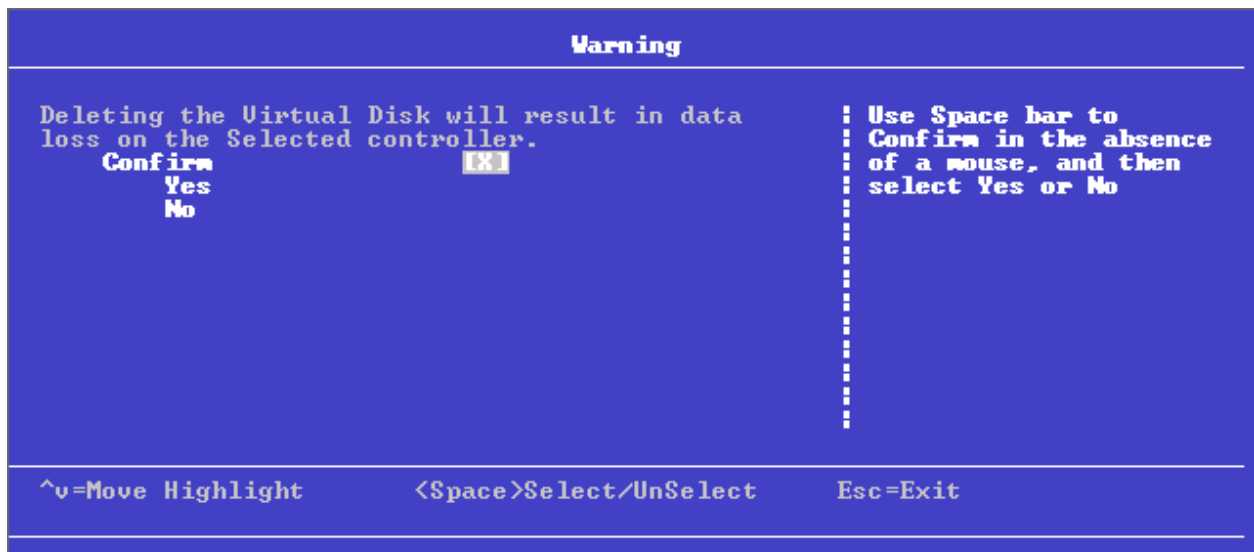 Warning
Deleting the Virtual Disk will result in data
loss on the Selected controller.
Confirm [X]
Yes
No
Use Space bar to
Confirm in the absence
of a mouse, and then
select Yes or No
^v=Move Highlight <Space>Select/UnSelect Esc=Exit